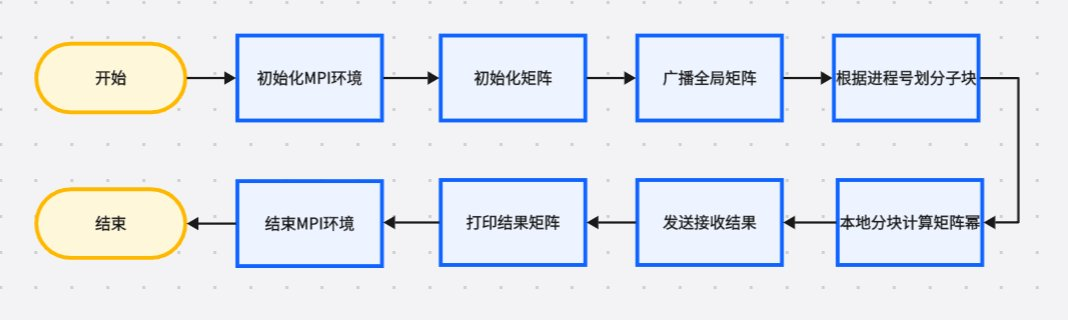 开始
初始化MPI环境
初始化矩阵
广播全局矩阵
根据进程号划分子块
本地分块计算矩阵幂
发送接收结果
打印结果矩阵
结束MPI环境
结束